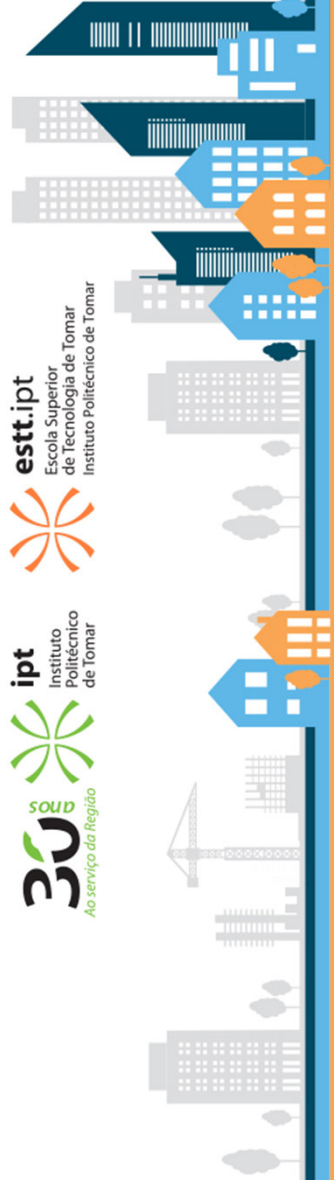 30
anos
Ao serviço da Região
ipt
Instituto
Politécnico
de Tomar
estt.ipt
Escola Superior
de Tecnologia de Tomar
Instituto Politécnico de Tomar